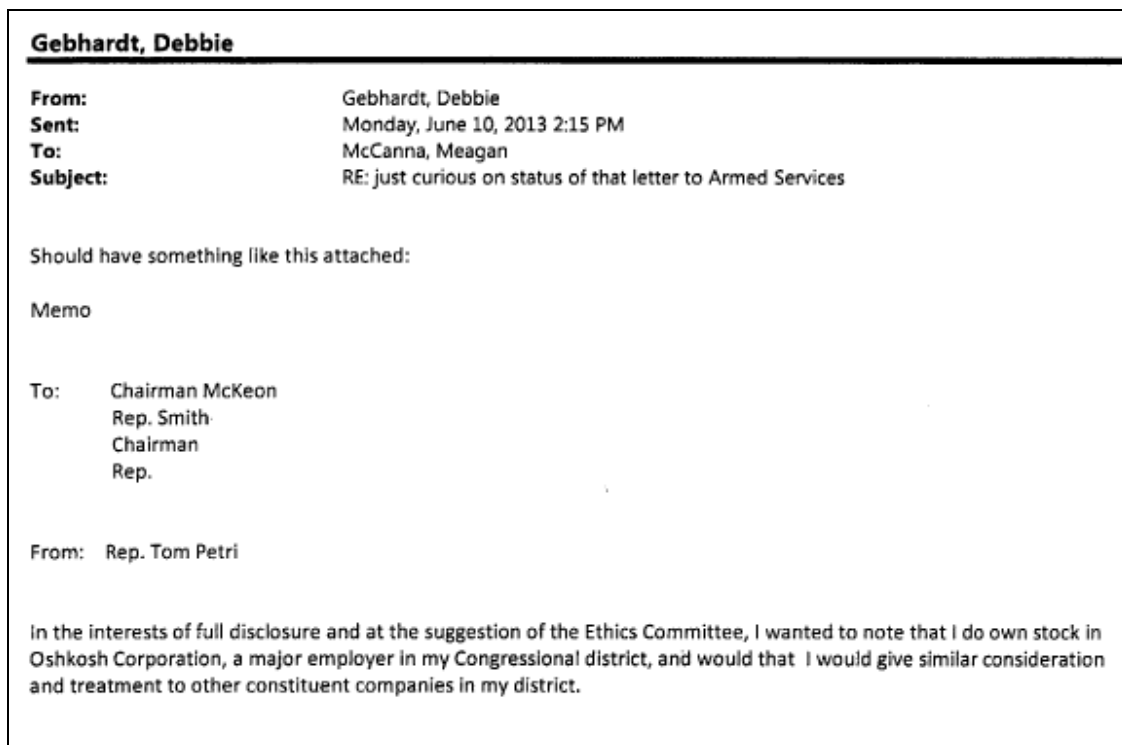 Gebhardt, Debbie
From: Gebhardt, Debbie
Sent: Monday, June 10, 2013 2:15 PM
To: McCanna, Meagan
Subject: RE: just curious on status of that letter to Armed Services
Should have something like this attached:
Memo
To: Chairman McKeon
Rep. Smith
Chairman
Rep.
From: Rep. Tom Petri
In the interests of full disclosure and at the suggestion of the Ethics Committee, I wanted to note that I do own stock in
Oshkosh Corporation, a major employer in my Congressional district, and would that I would give similar consideration
and treatment to other constituent companies in my district.